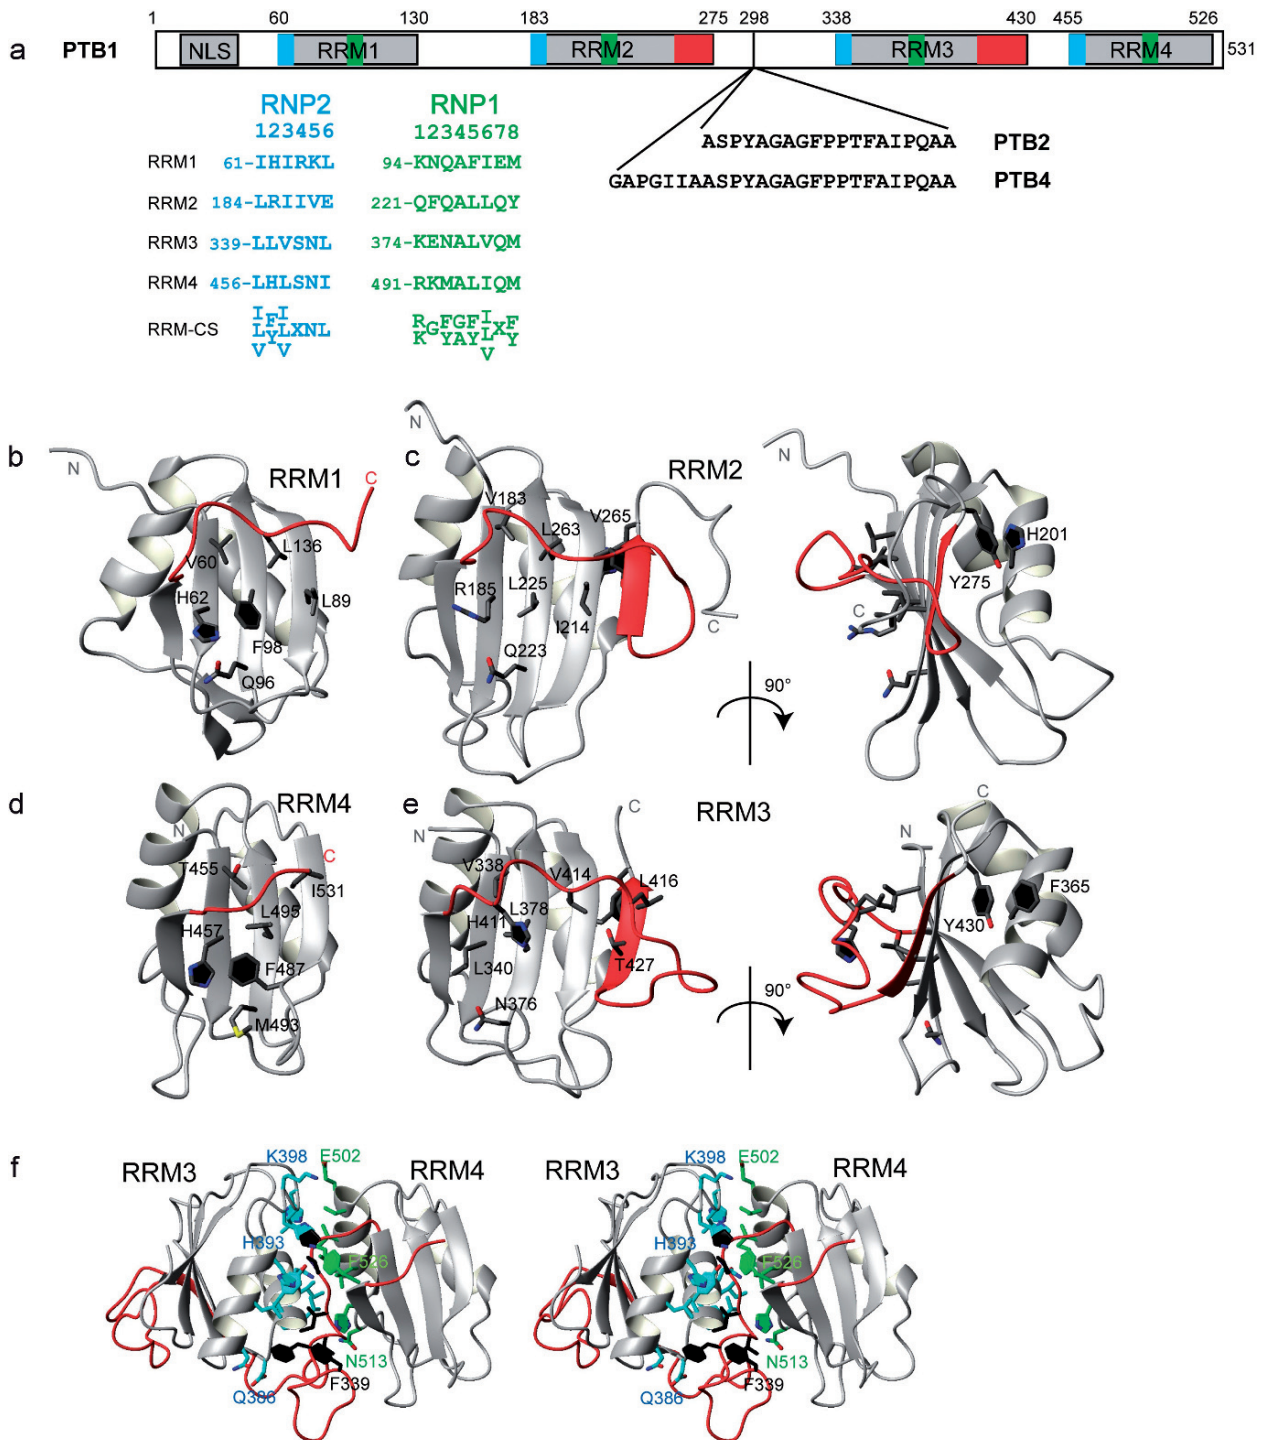 1 60 130 183 275 298 338 430 455 526
a PTB1 NLS RRM1 RRM2 RRM3 RRM4 531
RNP2 RNP1
123456 12345678
ASPYAGAGFPPTFAIPQAA PTB2
RRM1 61-IHIRKL 94-KNQAFIEM
GAPGIIAASPYAGAGFPPTFAIPQAA PTB4
RRM2 184-LRIIVE 221-QFQALLQY
RRM3 339-LLVSNL 374-KENALVQM
RRM4 456-LHLSNI 491-RKMALIQM
I I I
F R F F F
RRM-CS L L XNL G G L X
Y K Y A Y Y
V V V
b N RRM1 C
V60 L136
H62 L89
F98
Q96
c N RRM2
V183
L263 V265
R185 L225
I214
Q223
C
N
H201
Y275
C
90°
d RRM4
N
T455 C
I531
L495
H457
F487
M493
e C RRM3
N
V338 V414 L416
L378
H411
L340 T427
N376
90°
C
N
F365
Y430
f RRM3 K398 E502 RRM4
H393
F526
N513
F339
Q386
RRM3 K398 E502 RRM4
H393
F526
N513
F339
Q386